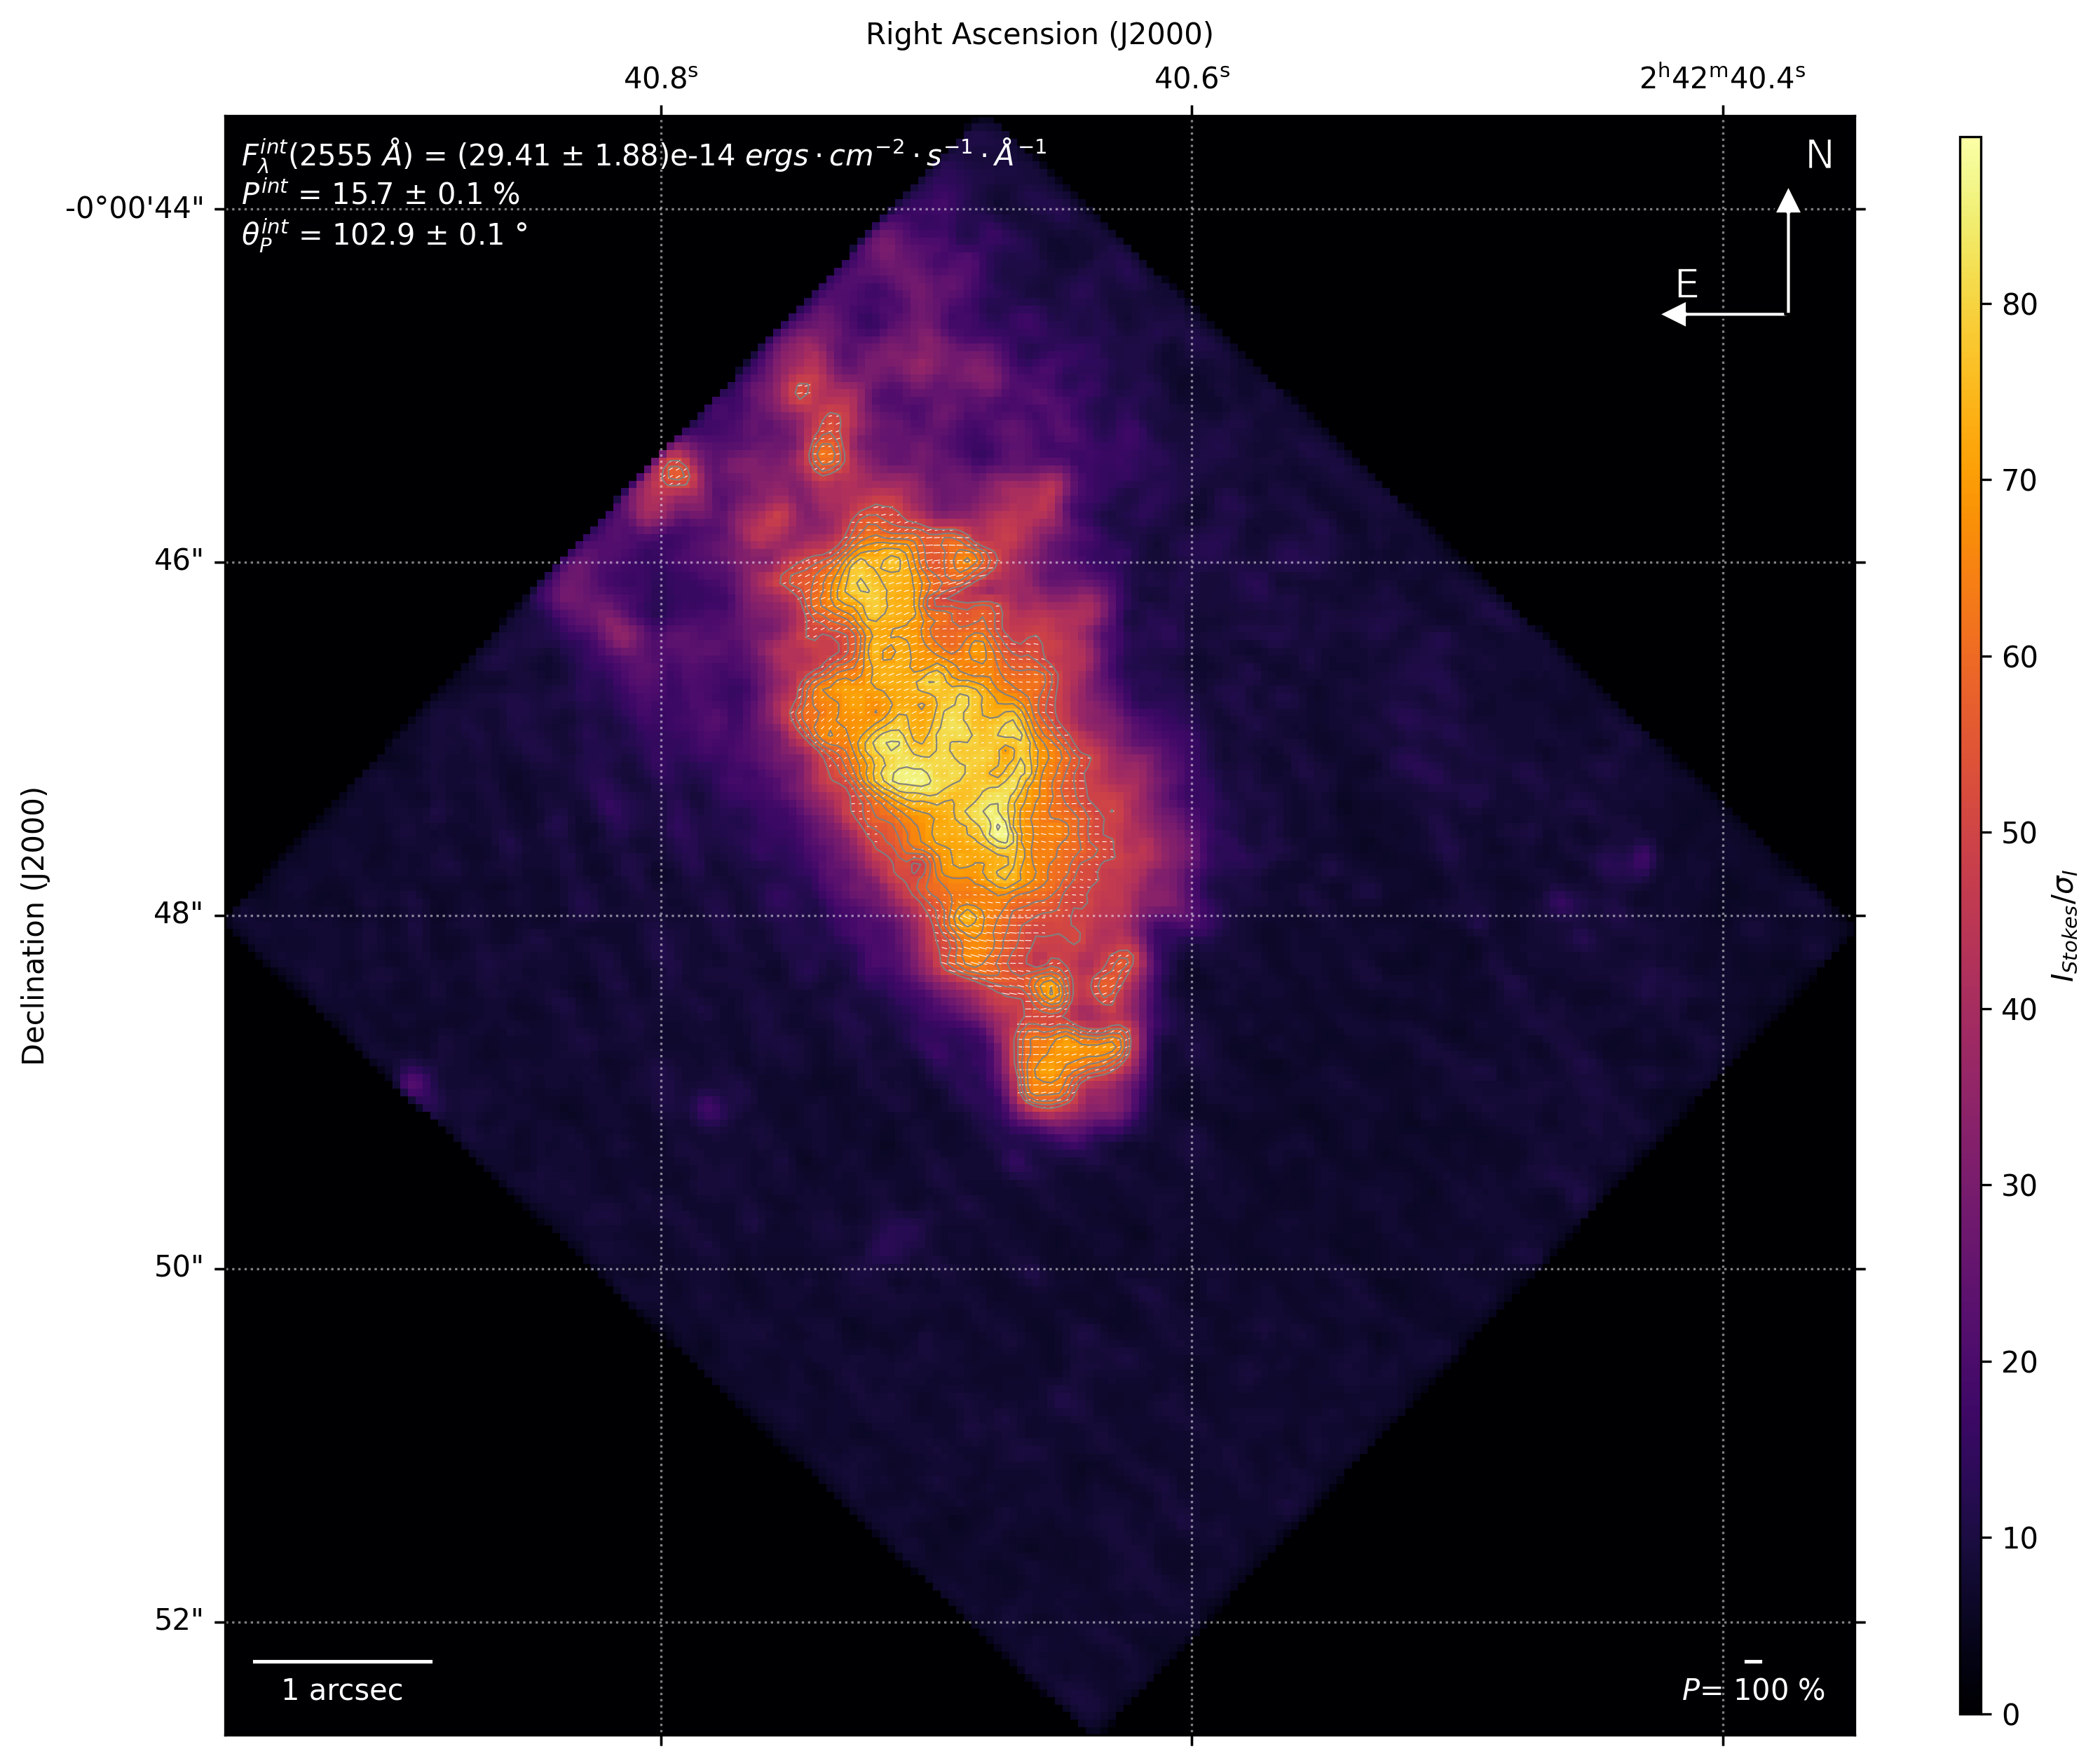 Right Ascension (J2000)
40.8ˢ 40.6ˢ 2ʰ42ᵐ40.4ˢ
F_λ^int(2555 Å) = (29.41 ± 1.88)e-14 ergs · cm⁻² · s⁻¹ · Å⁻¹
P^int = 15.7 ± 0.1 %
θ_P^int = 102.9 ± 0.1 °
N
E
-0°00'44"
46"
48"
50"
52"
Declination (J2000)
1 arcsec
P= 100 %
80
70
60
50
40
30
20
10
0
I_Stokes/σ_I